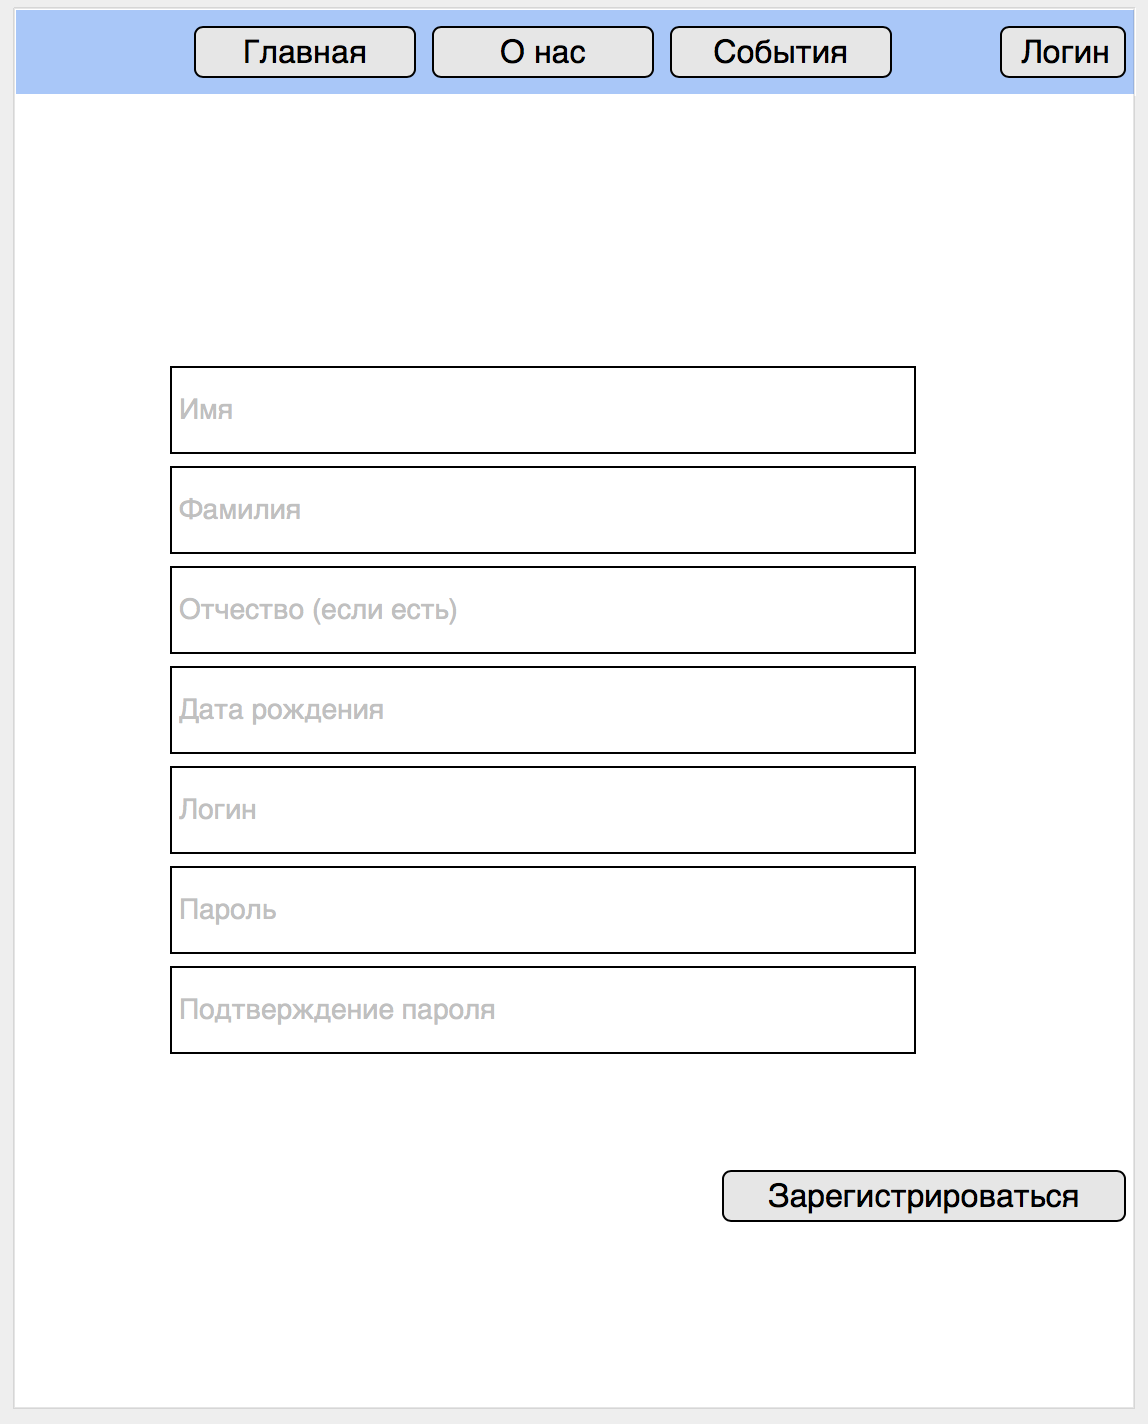 Главная
О нас
События
Логин
Имя
Фамилия
Отчество (если есть)
Дата рождения
Логин
Пароль
Подтверждение пароля
Зарегистрироваться